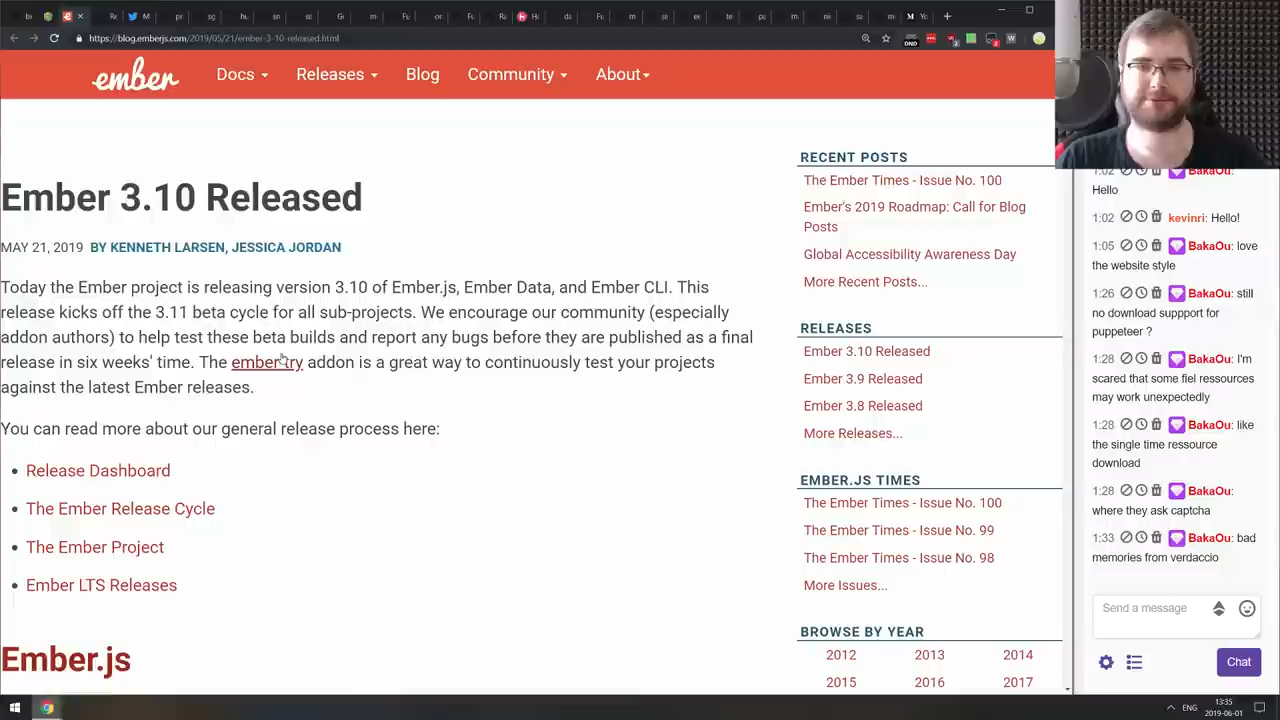 https://blog.emberjs.com/2019/05/21/ember-3-10-released.html
DND
ember
Docs
Releases
Blog
Community
About
Ember 3.10 Released
MAY 21, 2019 BY KENNETH LARSEN, JESSICA JORDAN
Today the Ember project is releasing version 3.10 of Ember.js, Ember Data, and Ember CLI. This
release kicks off the 3.11 beta cycle for all sub-projects. We encourage our community (especially
addon authors) to help test these beta builds and report any bugs before they are published as a final
release in six weeks' time. The ember-try addon is a great way to continuously test your projects
against the latest Ember releases.
You can read more about our general release process here:
Release Dashboard
The Ember Release Cycle
The Ember Project
Ember LTS Releases
Ember.js
RECENT POSTS
The Ember Times - Issue No. 100
Ember's 2019 Roadmap: Call for Blog
Posts
Global Accessibility Awareness Day
More Recent Posts...
RELEASES
Ember 3.10 Released
Ember 3.9 Released
Ember 3.8 Released
More Releases...
EMBER.JS TIMES
The Ember Times - Issue No. 100
The Ember Times - Issue No. 99
The Ember Times - Issue No. 98
More Issues...
BROWSE BY YEAR
2012 2013 2014
2015 2016 2017
1:02 BakaOu:
Hello
1:02 kevinri: Hello!
1:05 BakaOu: love
the website style
1:26 BakaOu: still
no download suppport for
puppeteer ?
1:28 BakaOu: I'm
scared that some fiel ressources
may work unexpectedly
1:28 BakaOu: like
the single time ressource
download
1:28 BakaOu:
where they ask captcha
1:33 BakaOu: bad
memories from verdaccio
Send a message
Chat
ENG
13:35
2019-06-01